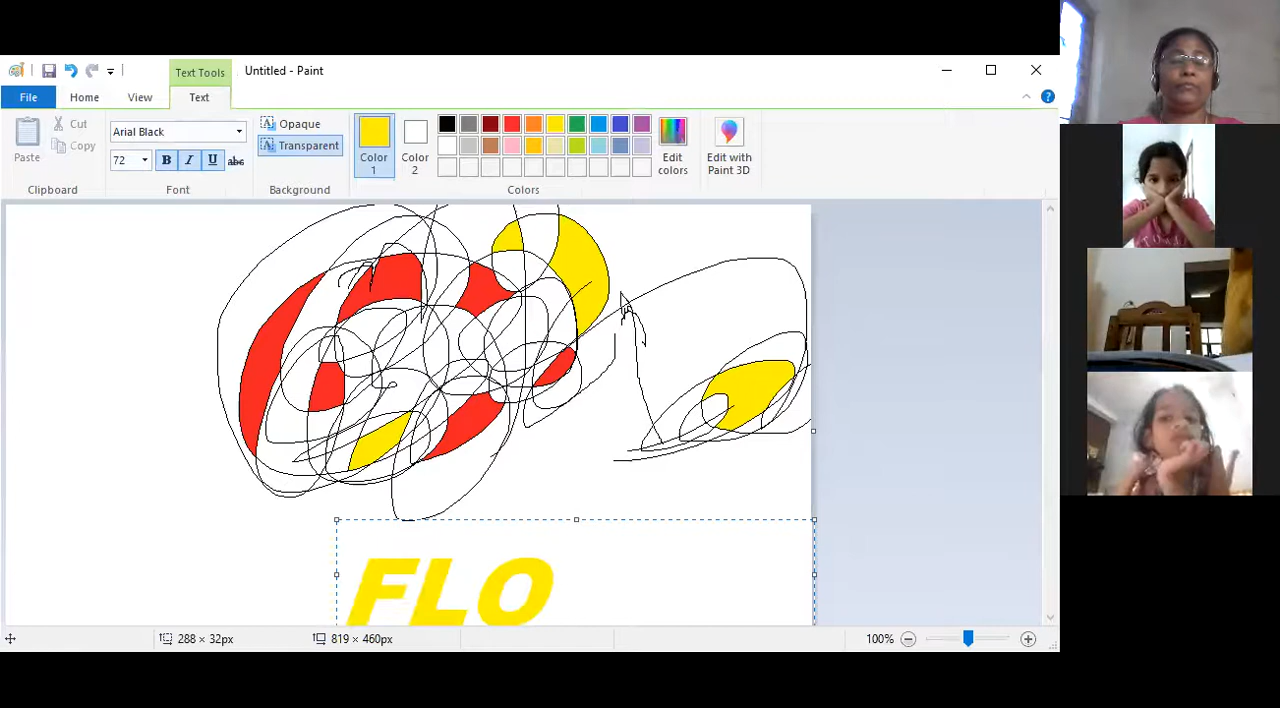 Text Tools
Untitled - Paint
File
Home
View
Text
Paste
Cut
Copy
Clipboard
Arial Black
72
B
I
U
abc
Font
Opaque
Transparent
Background
Color 1
Color 2
Edit colors
Edit with Paint 3D
Colors
FLO
288 × 32px
819 × 460px
100%